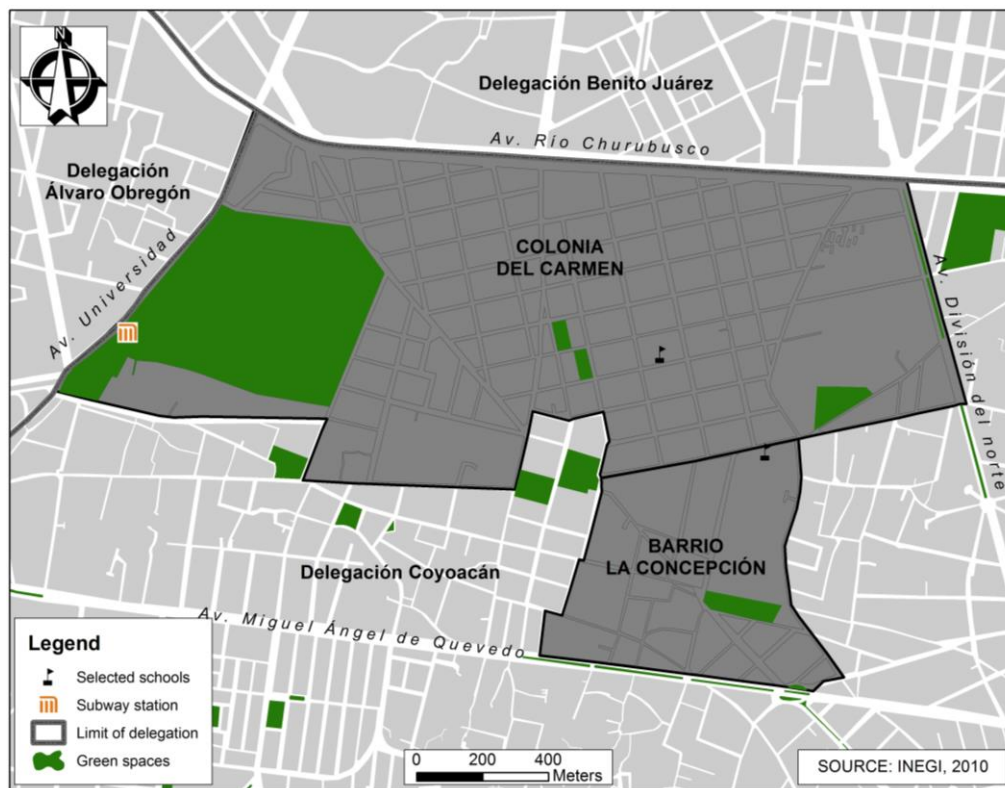 N
Delegación Benito Juárez
Av. Río Churubusco
Delegación
Álvaro Obregón
Av. Universidad
COLONIA
DEL CARMEN
Av. División del norte
BARRIO
LA CONCEPCIÓN
Delegación Coyoacán
Av. Miguel Ángel de Quevedo
Legend
Selected schools
Subway station
Limit of delegation
Green spaces
0 200 400
Meters
SOURCE: INEGI, 2010